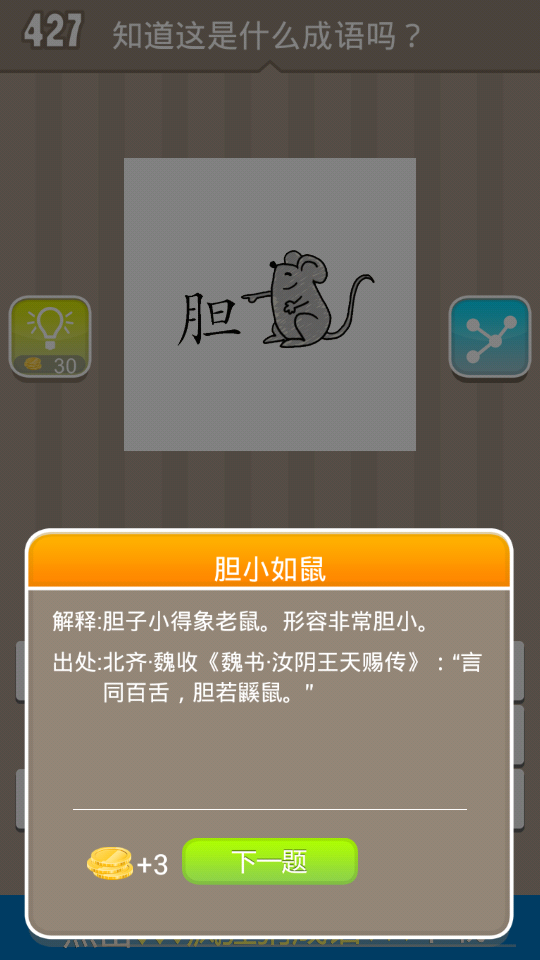 427
知道这是什么成语吗？
胆
30
胆小如鼠
解释:胆子小得象老鼠。形容非常胆小。
出处:北齐·魏收《魏书·汝阴王天赐传》：“言
同百舌，胆若鼷鼠。”
+3
下一题